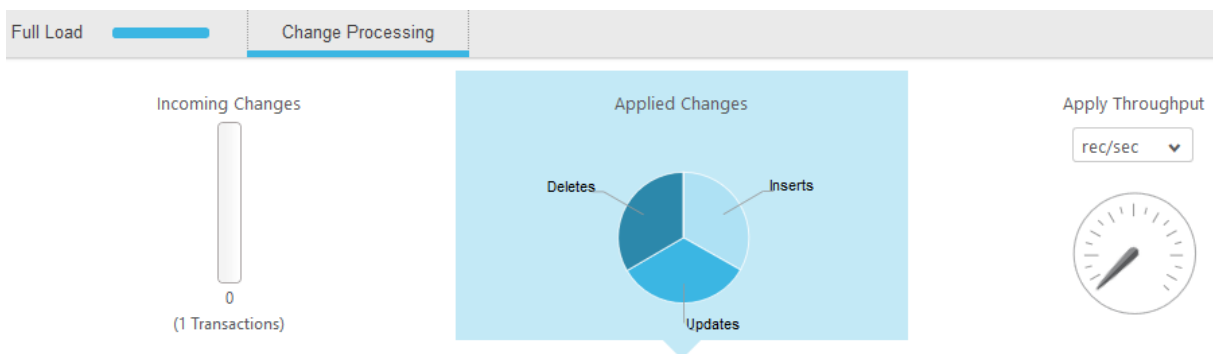 Full Load
Change Processing
Incoming Changes
0
(1 Transactions)
Applied Changes
Deletes
Inserts
Updates
Apply Throughput
rec/sec